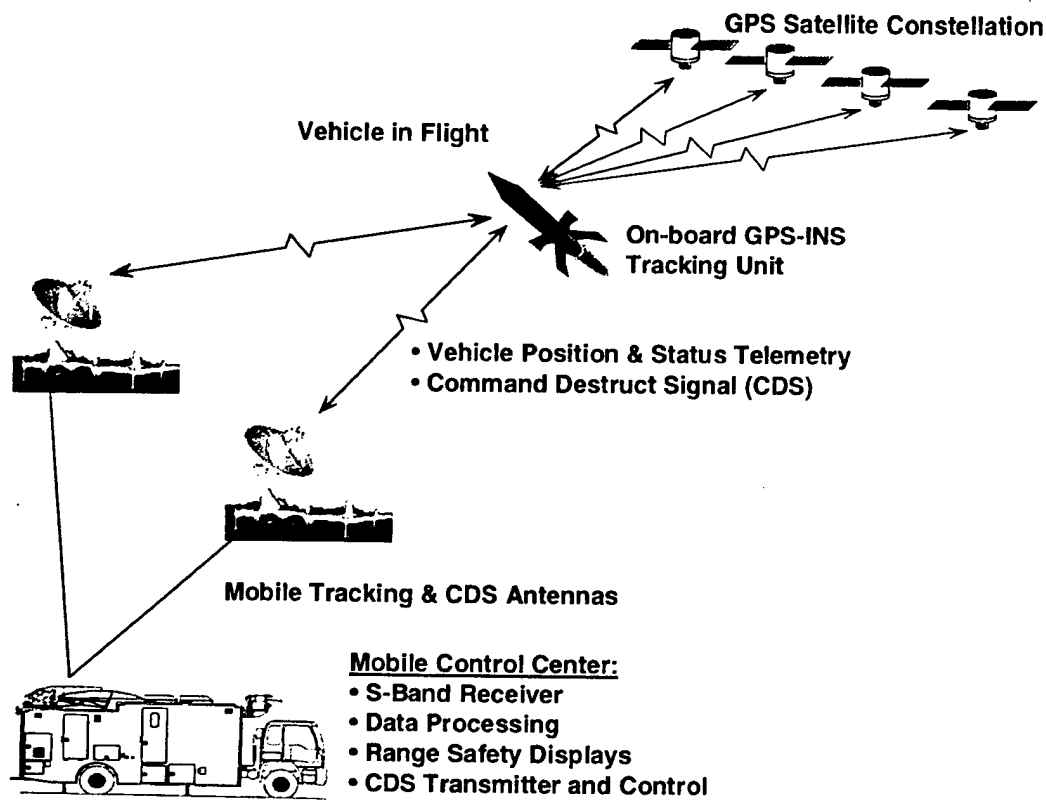 GPS Satellite Constellation
Vehicle in Flight
On-board GPS-INS
Tracking Unit
• Vehicle Position & Status Telemetry
• Command Destruct Signal (CDS)
Mobile Tracking & CDS Antennas
Mobile Control Center:
• S-Band Receiver
• Data Processing
• Range Safety Displays
• CDS Transmitter and Control